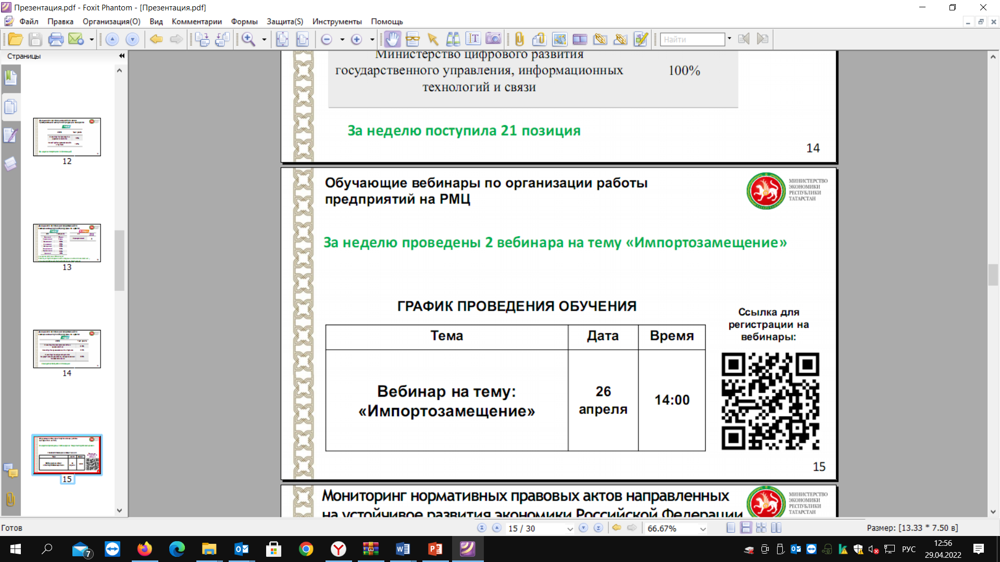 Презентация.pdf - Foxit Phantom - [Презентация.pdf]
Файл Правка Организация(О) Вид Комментарии Формы Защита(S) Инструменты Помощь
Найти
Страницы
12
13
14
15
Министерство цифрового развития
государственного управления, информационных
технологий и связи
100%
За неделю поступила 21 позиция
14
Обучающие вебинары по организации работы
предприятий на РМЦ
МИНИСТЕРСТВО
ЭКОНОМИКИ
РЕСПУБЛИКИ
ТАТАРСТАН
За неделю проведены 2 вебинара на тему «Импортозамещение»
ГРАФИК ПРОВЕДЕНИЯ ОБУЧЕНИЯ
Тема Дата Время
Вебинар на тему:
«Импортозамещение»
26
апреля
14:00
Ссылка для
регистрации на
вебинары:
15
Мониторинг нормативных правовых актов направленных
на устойчивое развития экономики Российской Федерации
МИНИСТЕРСТВО
ЭКОНОМИКИ
РЕСПУБЛИКИ
ТАТАРСТАН
Готов
15 / 30
66.67%
Размер: [13.33 * 7.50 в]
7
РУС
12:56
29.04.2022